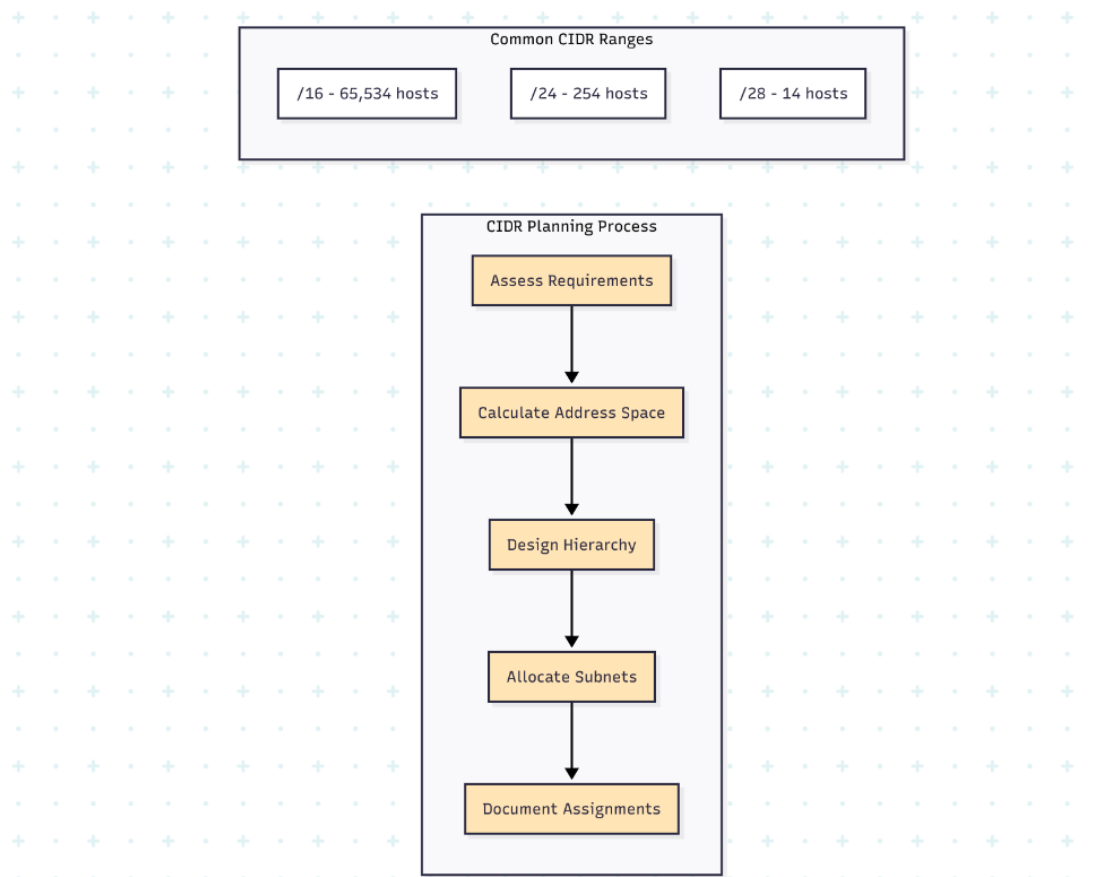 Common CIDR Ranges
/16 - 65,534 hosts
/24 - 254 hosts
/28 - 14 hosts
CIDR Planning Process
Assess Requirements
Calculate Address Space
Design Hierarchy
Allocate Subnets
Document Assignments